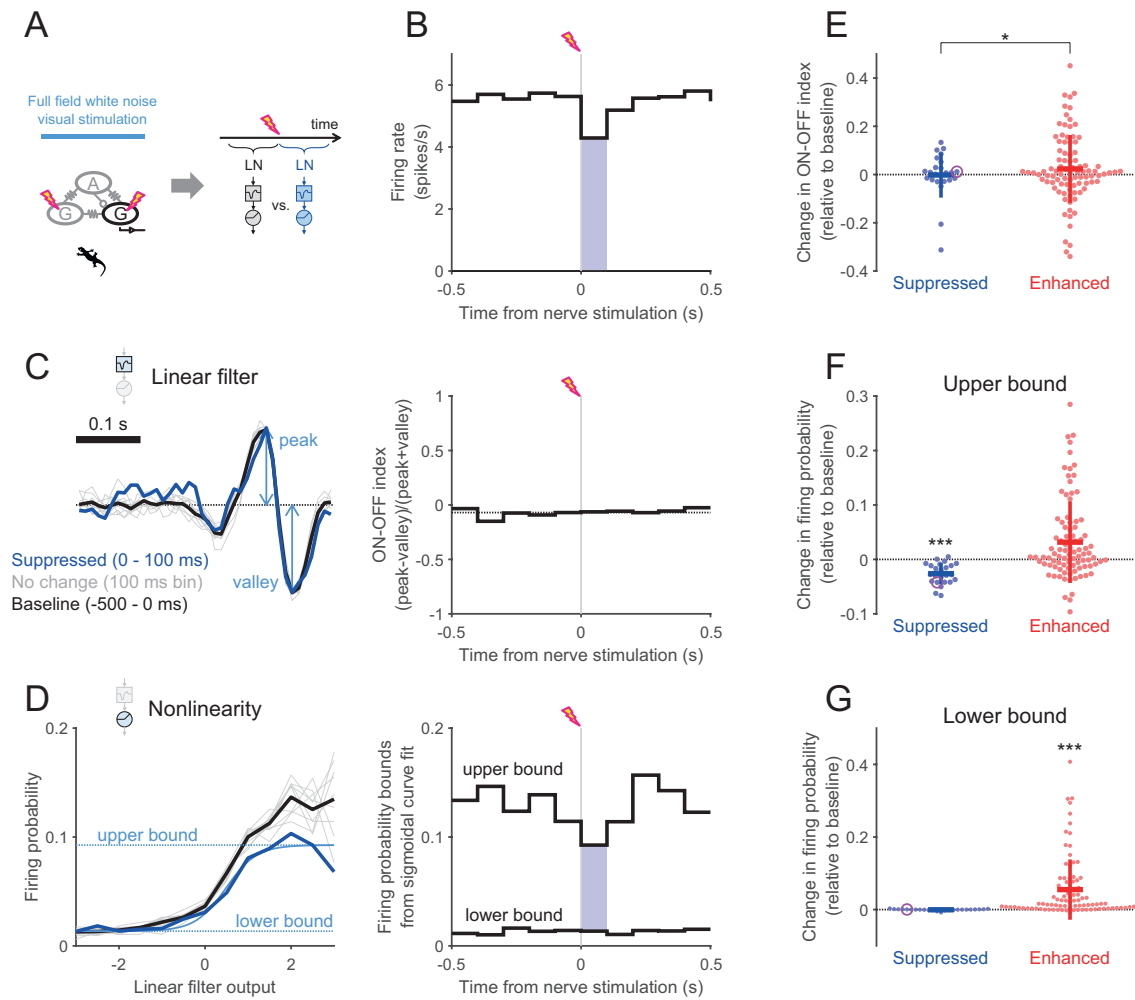 A
Full field white noise
visual stimulation
A
G
G
time
LN
LN
vs.
B
Firing rate
(spikes/s)
6
4
2
0
-0.5
0
0.5
Time from nerve stimulation (s)
E
*
Change in ON-OFF index
(relative to baseline)
0.4
0.2
0
-0.2
-0.4
Suppressed
Enhanced
C
Linear filter
0.1 s
peak
valley
Suppressed (0 - 100 ms)
No change (100 ms bin)
Baseline (-500 - 0 ms)
ON-OFF index
(peak-valley)/(peak+valley)
1
0.5
0
-0.5
-1
-0.5
0
0.5
Time from nerve stimulation (s)
F
Upper bound
Change in firing probability
(relative to baseline)
0.3
0.2
0.1
0
-0.1
***
Suppressed
Enhanced
D
Nonlinearity
Firing probability
0.2
0.1
0
upper bound
lower bound
-2
0
2
Linear filter output
Firing probability bounds
from sigmoidal curve fit
0.2
0.1
0
upper bound
lower bound
-0.5
0
0.5
Time from nerve stimulation (s)
G
Lower bound
Change in firing probability
(relative to baseline)
0.4
0.2
0
***
Suppressed
Enhanced